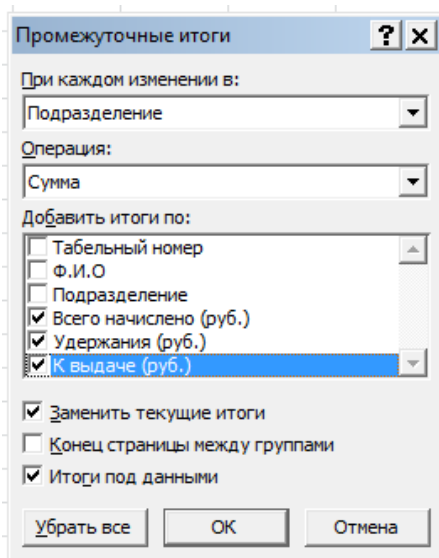 Промежуточные итоги
При каждом изменении в:
Подразделение
Операция:
Сумма
Добавить итоги по:
Табельный номер
Ф.И.О
Подразделение
Всего начислено (руб.)
Удержания (руб.)
К выдаче (руб.)
Заменить текущие итоги
Конец страницы между группами
Итоги под данными
Убрать все ОК Отмена